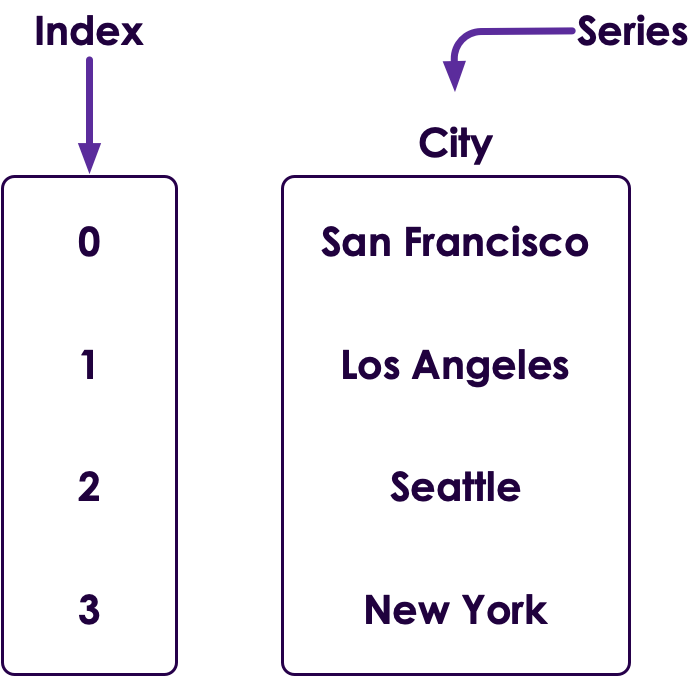 Index
Series
City
0
San Francisco
1
Los Angeles
2
Seattle
3
New York